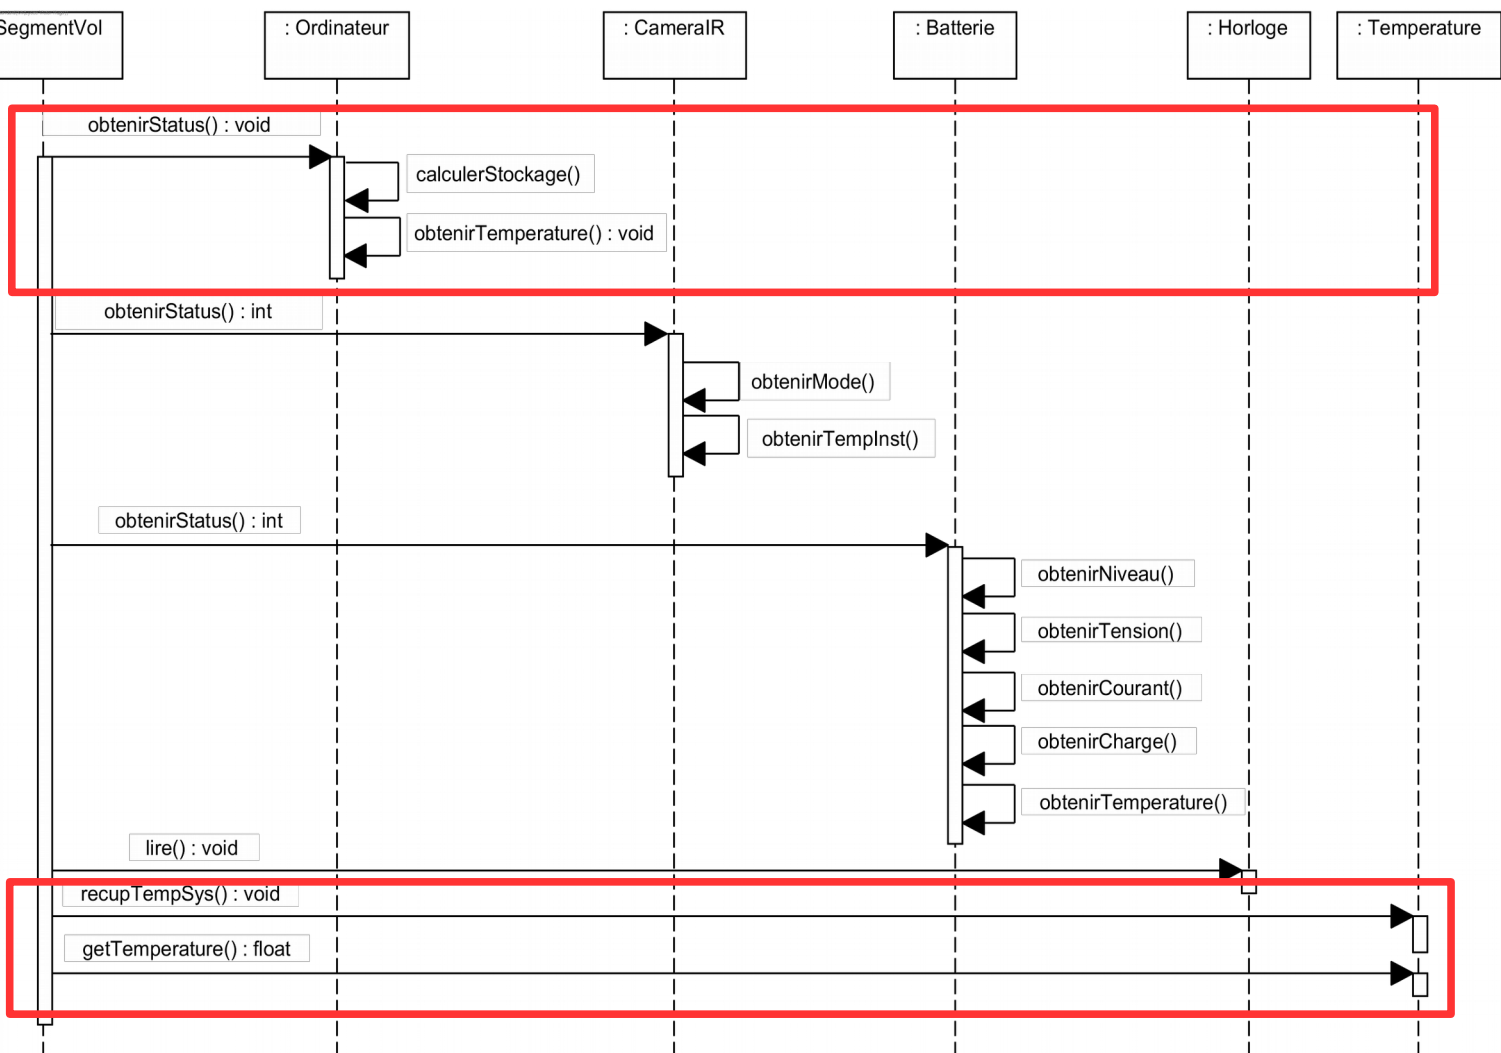 SegmentVol
: Ordinateur
: CameraIR
: Batterie
: Horloge
: Temperature
obtenirStatus() : void
calculerStockage()
obtenirTemperature() : void
obtenirStatus() : int
obtenirMode()
obtenirTempInst()
obtenirStatus() : int
obtenirNiveau()
obtenirTension()
obtenirCourant()
obtenirCharge()
obtenirTemperature()
lire() : void
recupTempSys() : void
getTemperature() : float